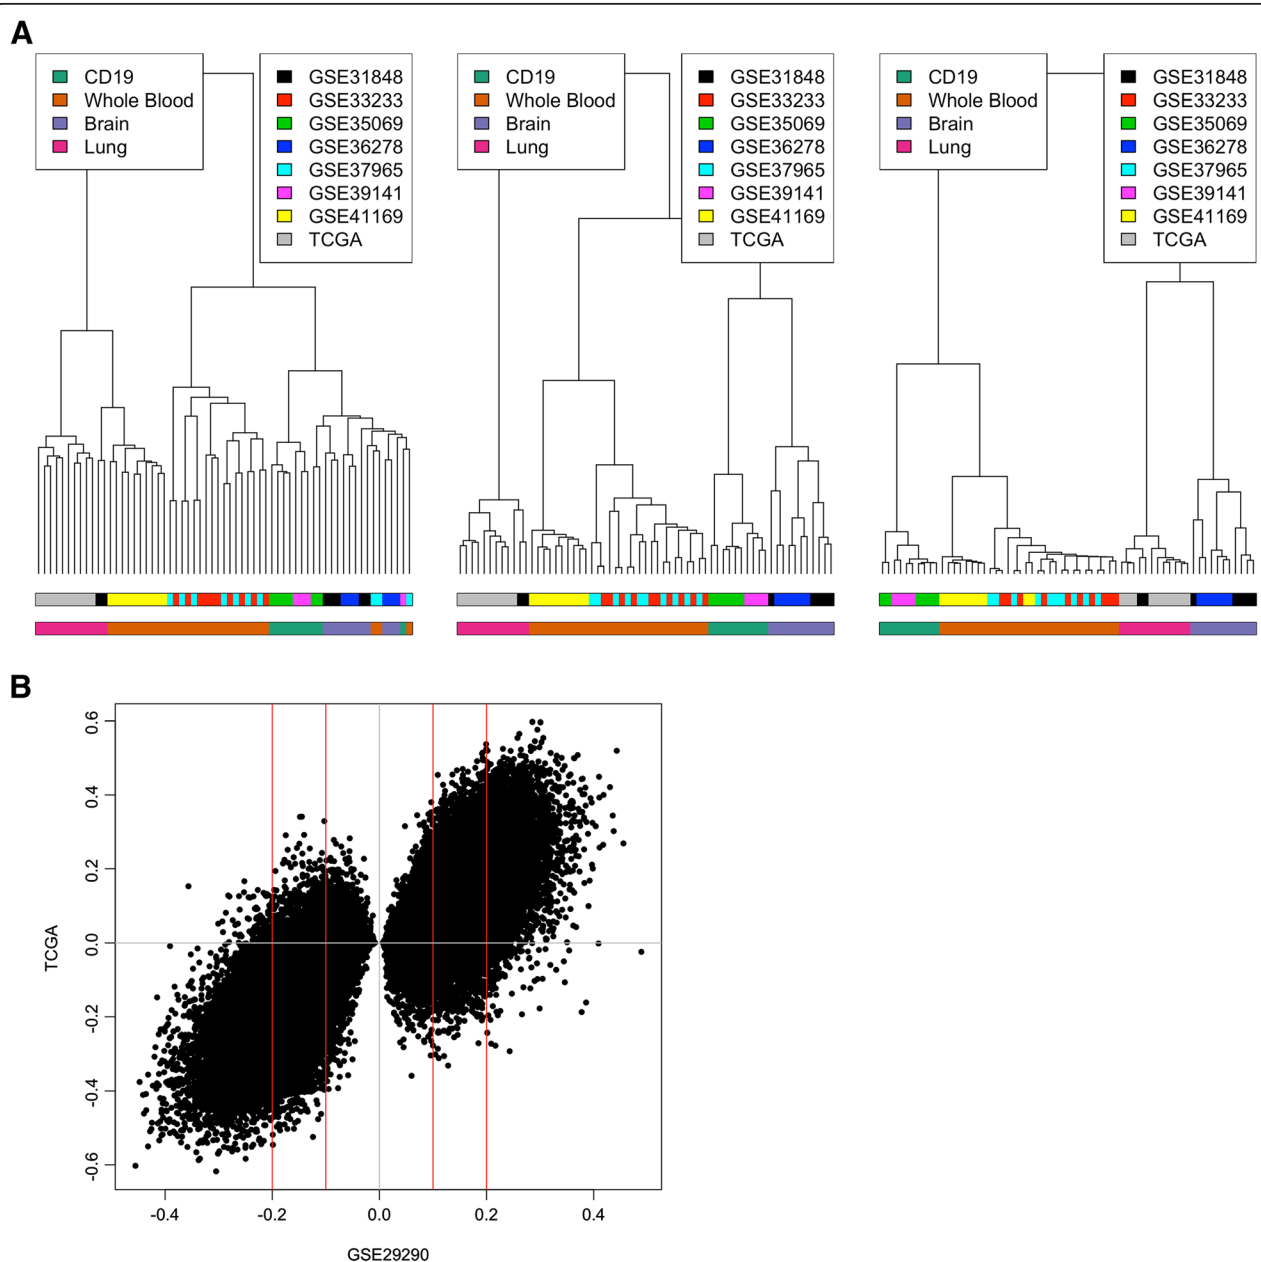 A
CD19
Whole Blood
Brain
Lung
GSE31848
GSE33233
GSE35069
GSE36278
GSE37965
GSE39141
GSE41169
TCGA
CD19
Whole Blood
Brain
Lung
GSE31848
GSE33233
GSE35069
GSE36278
GSE37965
GSE39141
GSE41169
TCGA
CD19
Whole Blood
Brain
Lung
GSE31848
GSE33233
GSE35069
GSE36278
GSE37965
GSE39141
GSE41169
TCGA
B
TCGA
0.6
0.4
0.2
0.0
-0.2
-0.4
-0.6
-0.4 -0.2 0.0 0.2 0.4
GSE29290